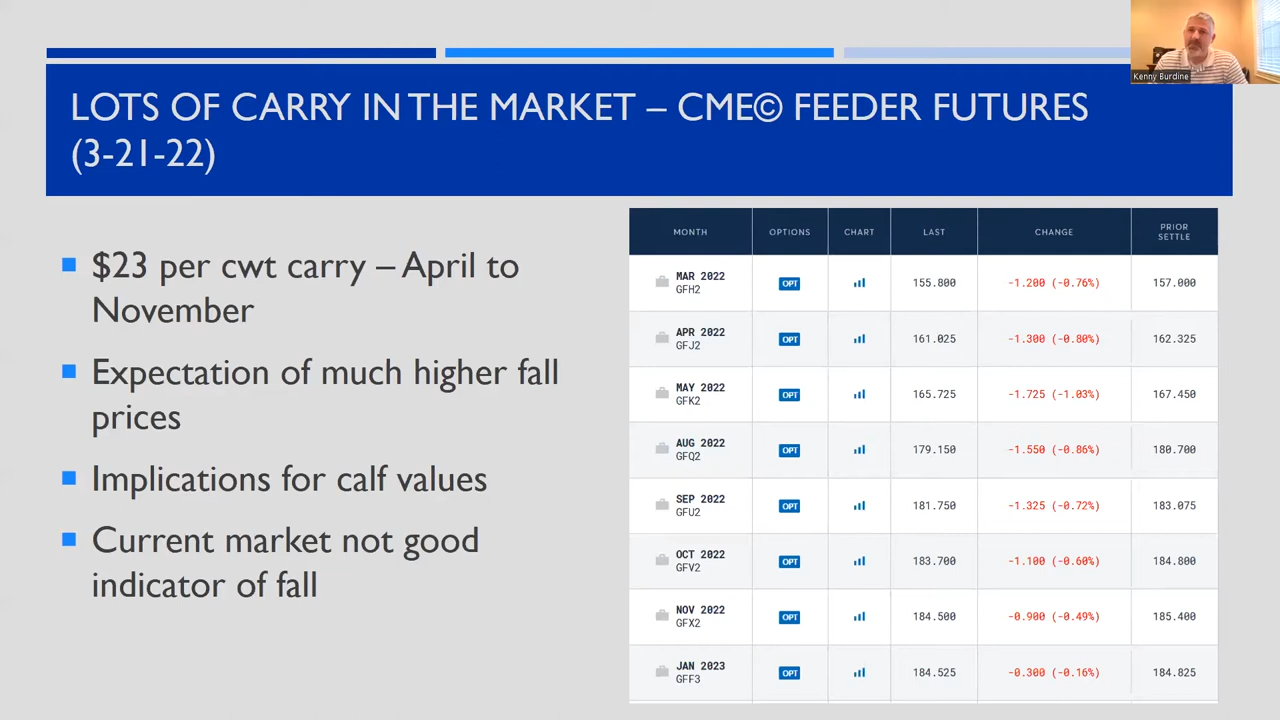 Kenny Burdine
LOTS OF CARRY IN THE MARKET – CME© FEEDER FUTURES
(3-21-22)
$23 per cwt carry – April to
November
Expectation of much higher fall
prices
Implications for calf values
Current market not good
indicator of fall
MONTH OPTIONS CHART LAST CHANGE PRIOR SETTLE
MAR 2022
GFH2 OPT 155.800 -1.200 (-0.76%) 157.000
APR 2022
GFJ2 OPT 161.025 -1.300 (-0.80%) 162.325
MAY 2022
GFK2 OPT 165.725 -1.725 (-1.03%) 167.450
AUG 2022
GFQ2 OPT 179.150 -1.550 (-0.86%) 180.700
SEP 2022
GFU2 OPT 181.750 -1.325 (-0.72%) 183.075
OCT 2022
GFV2 OPT 183.700 -1.100 (-0.60%) 184.800
NOV 2022
GFX2 OPT 184.500 -0.900 (-0.49%) 185.400
JAN 2023
GFF3 OPT 184.525 -0.300 (-0.16%) 184.825